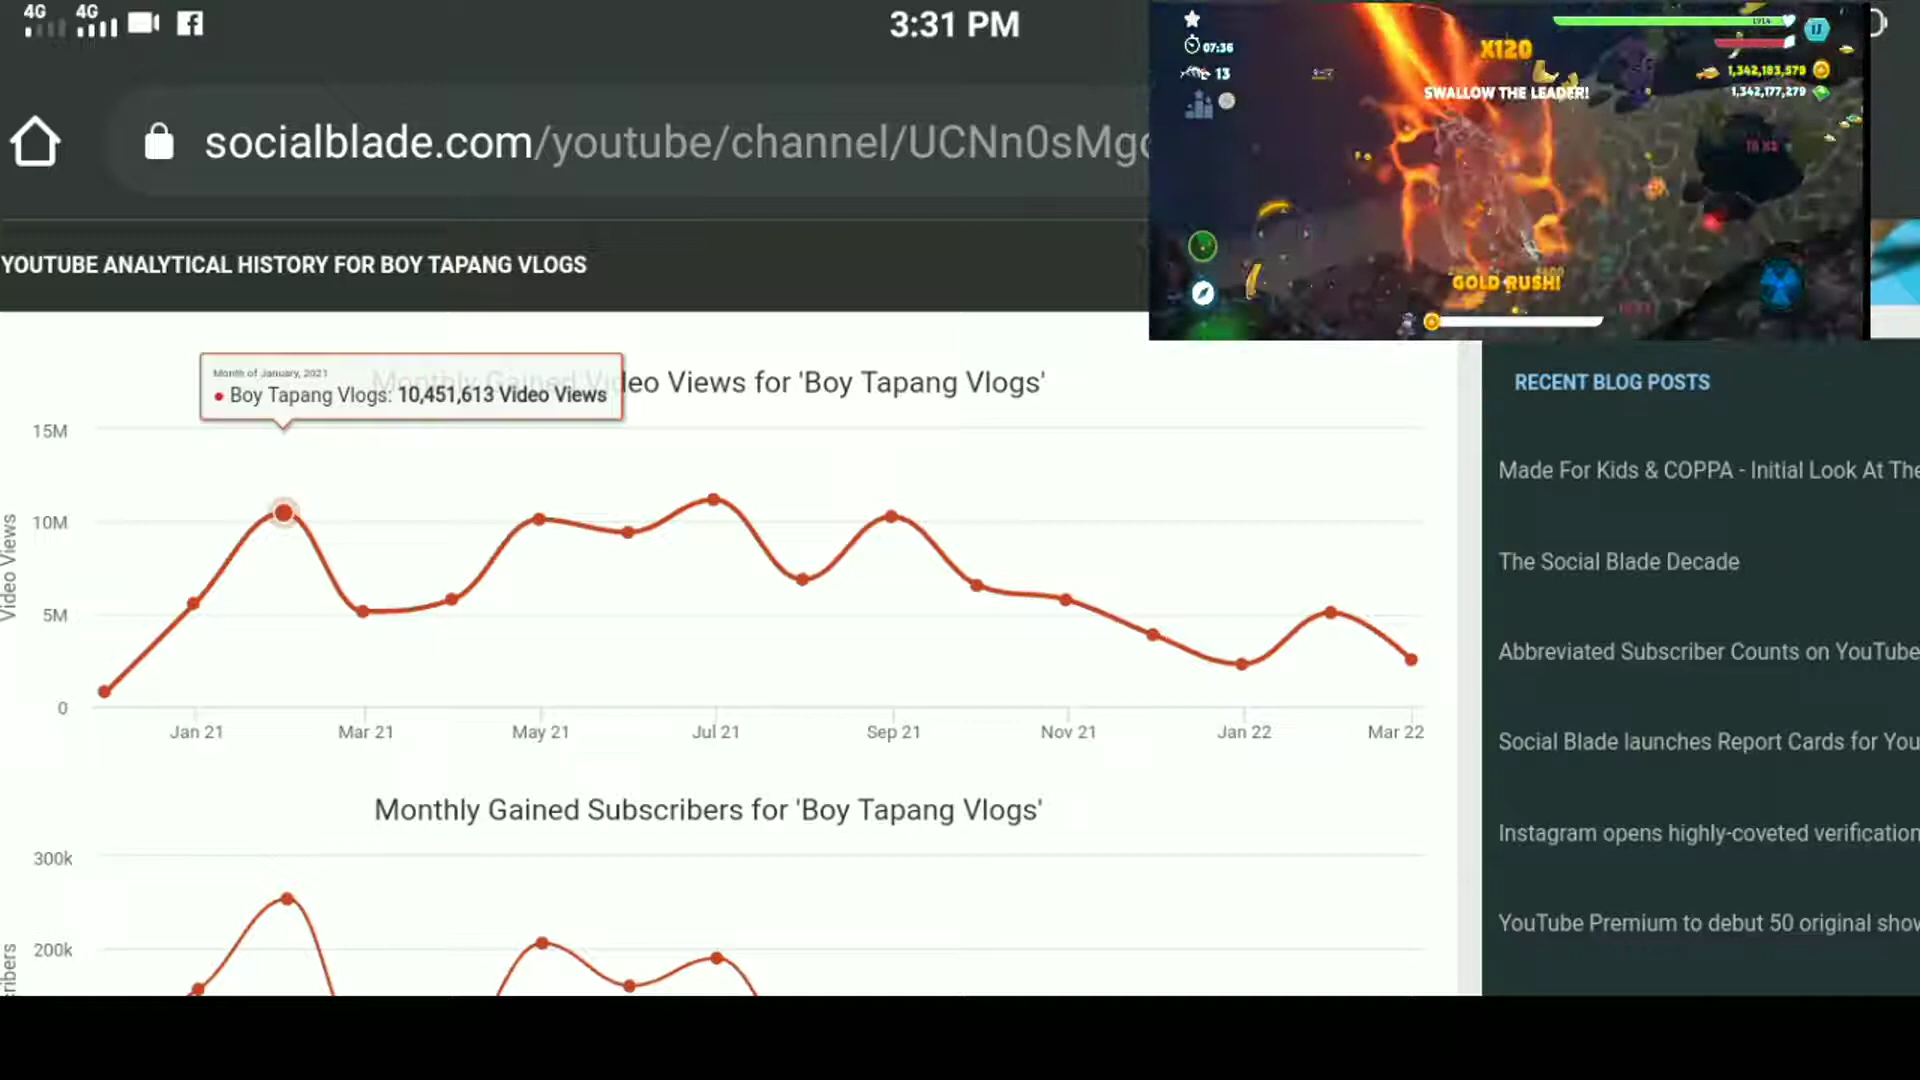 4G 4G
3:31 PM
socialblade.com/youtube/channel/UCNn0sMgc
07:36
13
X120
SWALLOW THE LEADER!
LVL4
1,342,183,579
1,342,177,279
GOLD RUSH!
YOUTUBE ANALYTICAL HISTORY FOR BOY TAPANG VLOGS
Monthly Gained Video Views for 'Boy Tapang Vlogs'
Month of January, 2021
Boy Tapang Vlogs: 10,451,613 Video Views
Video Views
15M
10M
5M
0
Jan 21 Mar 21 May 21 Jul 21 Sep 21 Nov 21 Jan 22 Mar 22
Monthly Gained Subscribers for 'Boy Tapang Vlogs'
300k
200k
cribers
RECENT BLOG POSTS
Made For Kids & COPPA - Initial Look At The
The Social Blade Decade
Abbreviated Subscriber Counts on YouTube
Social Blade launches Report Cards for You
Instagram opens highly-coveted verification
YouTube Premium to debut 50 original show